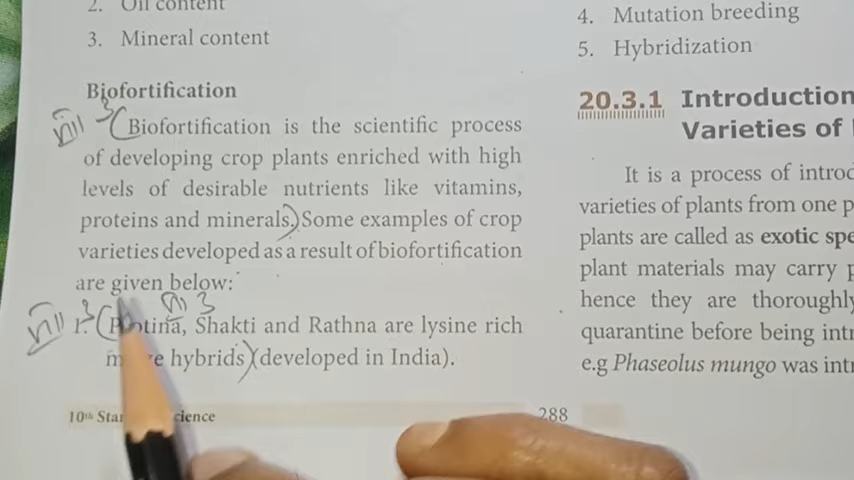 2. Oil content
3. Mineral content
Biofortification
Biofortification is the scientific process
of developing crop plants enriched with high
levels of desirable nutrients like vitamins,
proteins and minerals. Some examples of crop
varieties developed as a result of biofortification
are given below:
1. Protina, Shakti and Rathna are lysine rich
hybrids (developed in India).
10th Science
288
4. Mutation breeding
5. Hybridization
20.3.1 Introduction
Varieties of
It is a process of introd
varieties of plants from one p
plants are called as exotic spe
plant materials may carry p
hence they are thoroughly
quarantine before being intr
e.g Phaseolus mungo was intr